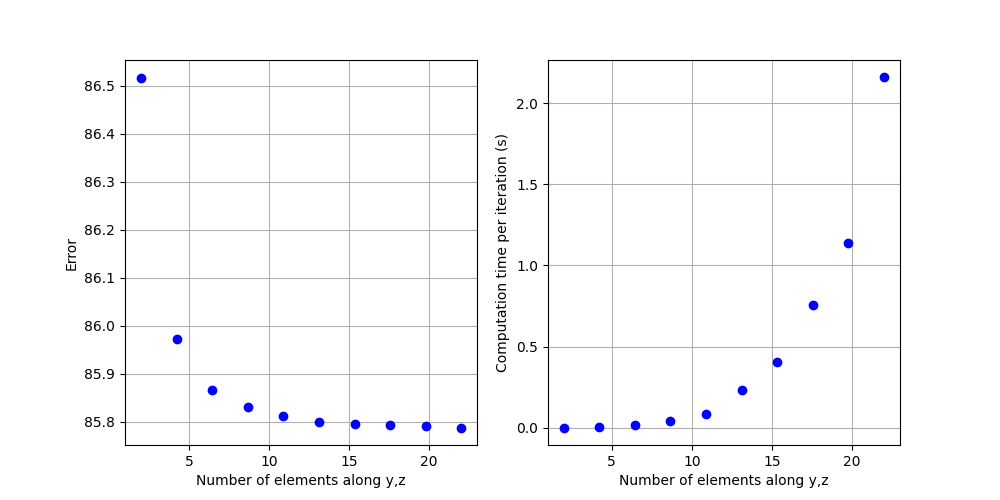 86.5
86.4
86.3
86.2
86.1
86.0
85.9
85.8
Error
5 10 15 20
Number of elements along y,z
2.0
1.5
1.0
0.5
0.0
Computation time per iteration (s)
5 10 15 20
Number of elements along y,z